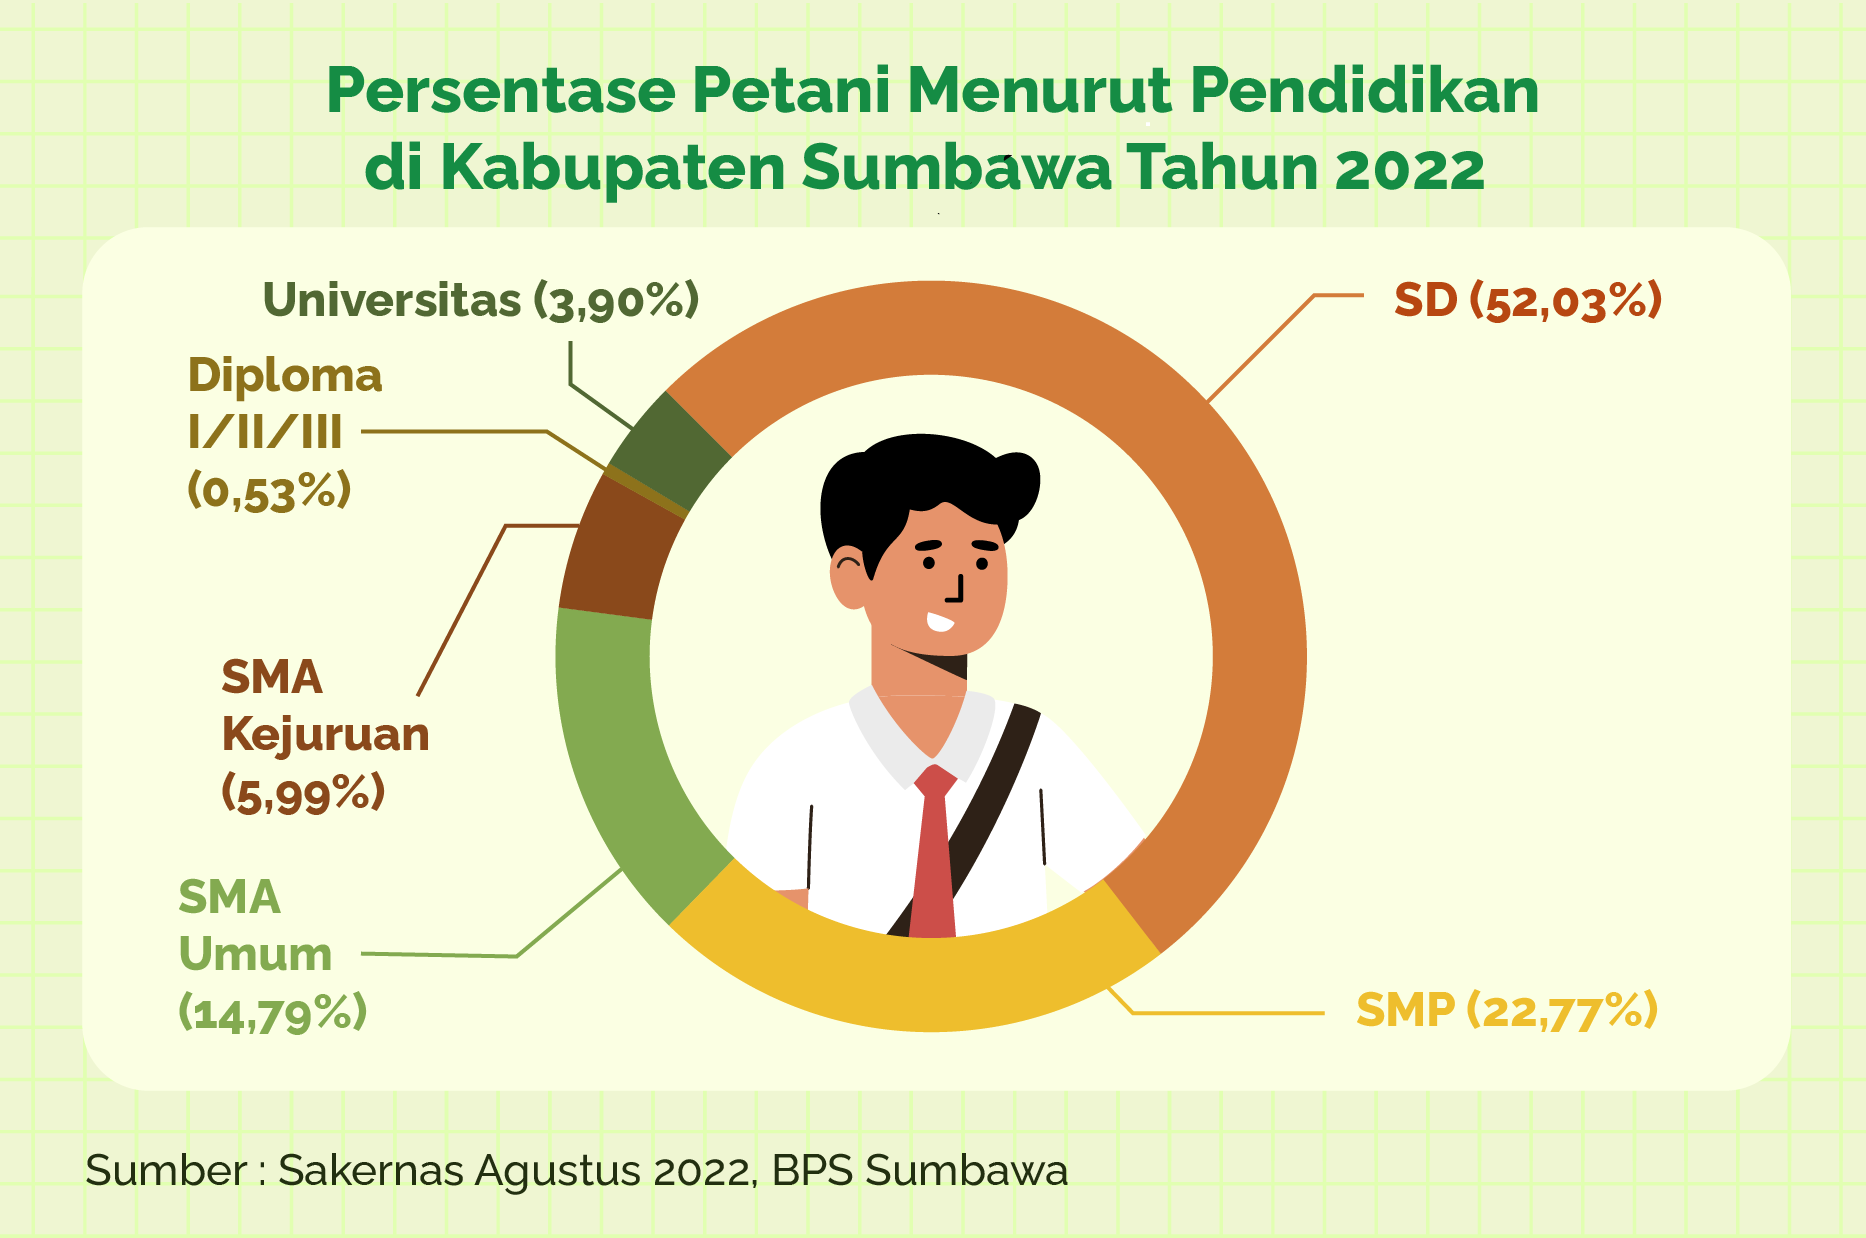 Persentase Petani Menurut Pendidikan
di Kabupaten Sumbawa Tahun 2022
Universitas (3,90%)
SD (52,03%)
Diploma
I/II/III
(0,53%)
SMA
Kejuruan
(5,99%)
SMA
Umum
(14,79%)
SMP (22,77%)
Sumber : Sakernas Agustus 2022, BPS Sumbawa